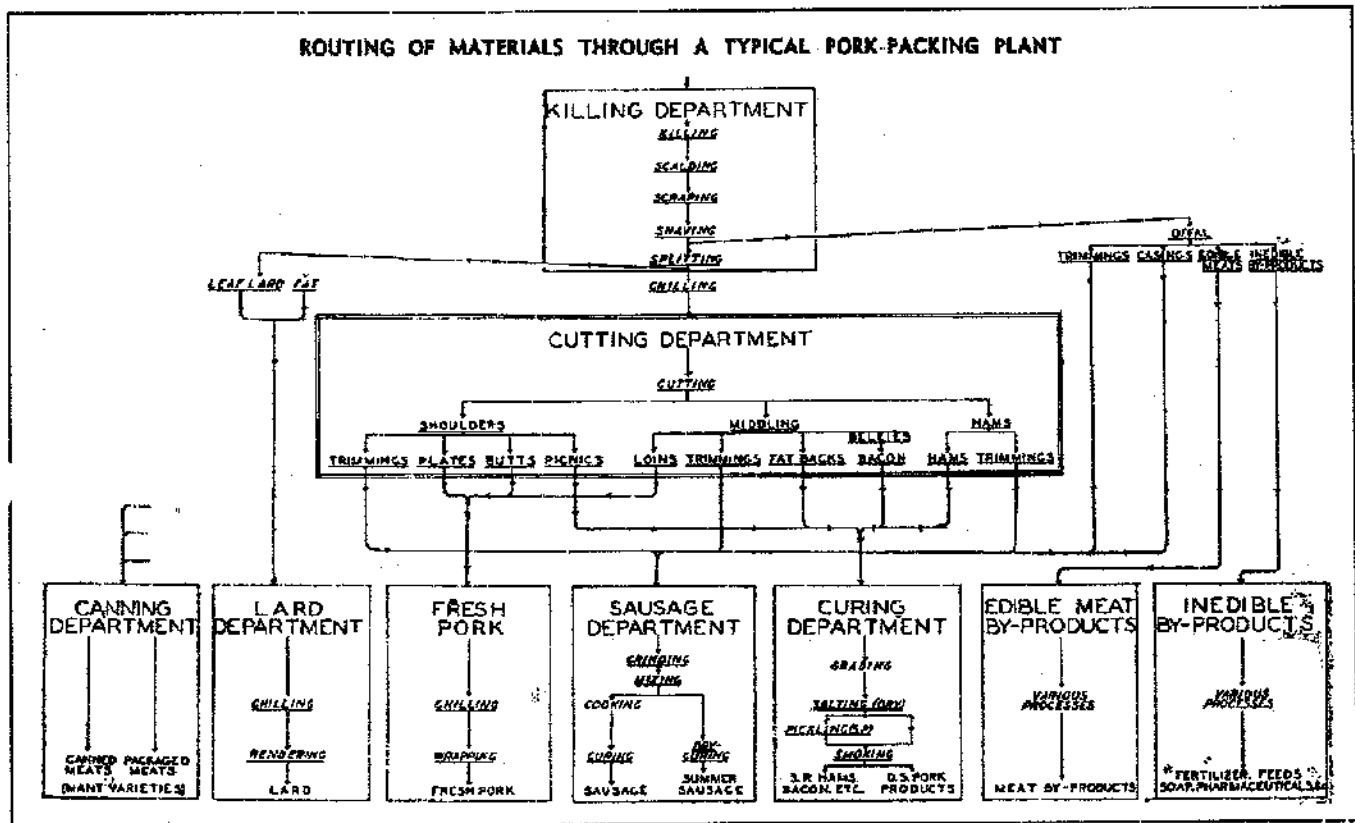 ROUTING OF MATERIALS THROUGH A TYPICAL PORK-PACKING PLANT
KILLING DEPARTMENT
KILLING
SCALDING
SCRAPING
SHAVING
SPLITTING
CHILLING
OFFAL
TRIMMINGS CASINGS EDIBLE MEATS INEDIBLE BY-PRODUCTS
LEAF LARD FAT
CUTTING DEPARTMENT
CUTTING
SHOULDERS MIDDLING HAMS
BELLIES
TRIMMINGS PLATES BUTTS PICNICS LOINS TRIMMINGS FAT BACKS BACON HAMS TRIMMINGS
CANNING
DEPARTMENT
CANNED MEATS
PACKAGED MEATS
(MANY VARIETIES)
LARD
DEPARTMENT
CHILLING
RENDERING
LARD
FRESH
PORK
CHILLING
WRAPPING
FRESH PORK
SAUSAGE
DEPARTMENT
GRINDING
MIXING
COOKING
CURING
SAUSAGE
DRY-
CURING
SUMMER
SAUSAGE
CURING
DEPARTMENT
GRADING
SALTING (DRY)
PICKLING (S.P.)
SMOKING
S.P. HAMS
BACON, ETC.
D.S. PORK
PRODUCTS
EDIBLE MEAT
BY-PRODUCTS
VARIOUS
PROCESSES
MEAT BY-PRODUCTS
INEDIBLE
BY-PRODUCTS
VARIOUS
PROCESSES
FERTILIZER, FEEDS
SOAP, PHARMACEUTICALS,